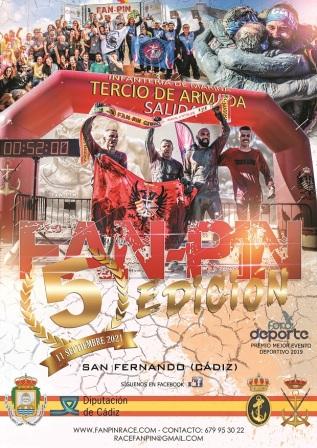 FAN-PIN
INFANTERIA DE MARINA
TERCIO DE ARMADA
SALIDA
00:52:00
FAN-PIN
5ª EDICIÓN
11 SEPTIEMBRE 2021
foro deporte
PREMIO MEJOR EVENTO
DEPORTIVO 2019
SAN FERNANDO (CÁDIZ)
SÍGUENOS EN FACEBOOK
Diputación
de Cádiz
WWW.FANPINRACE.COM - CONTACTO: 679 95 30 22
RACEFANPIN@GMAIL.COM